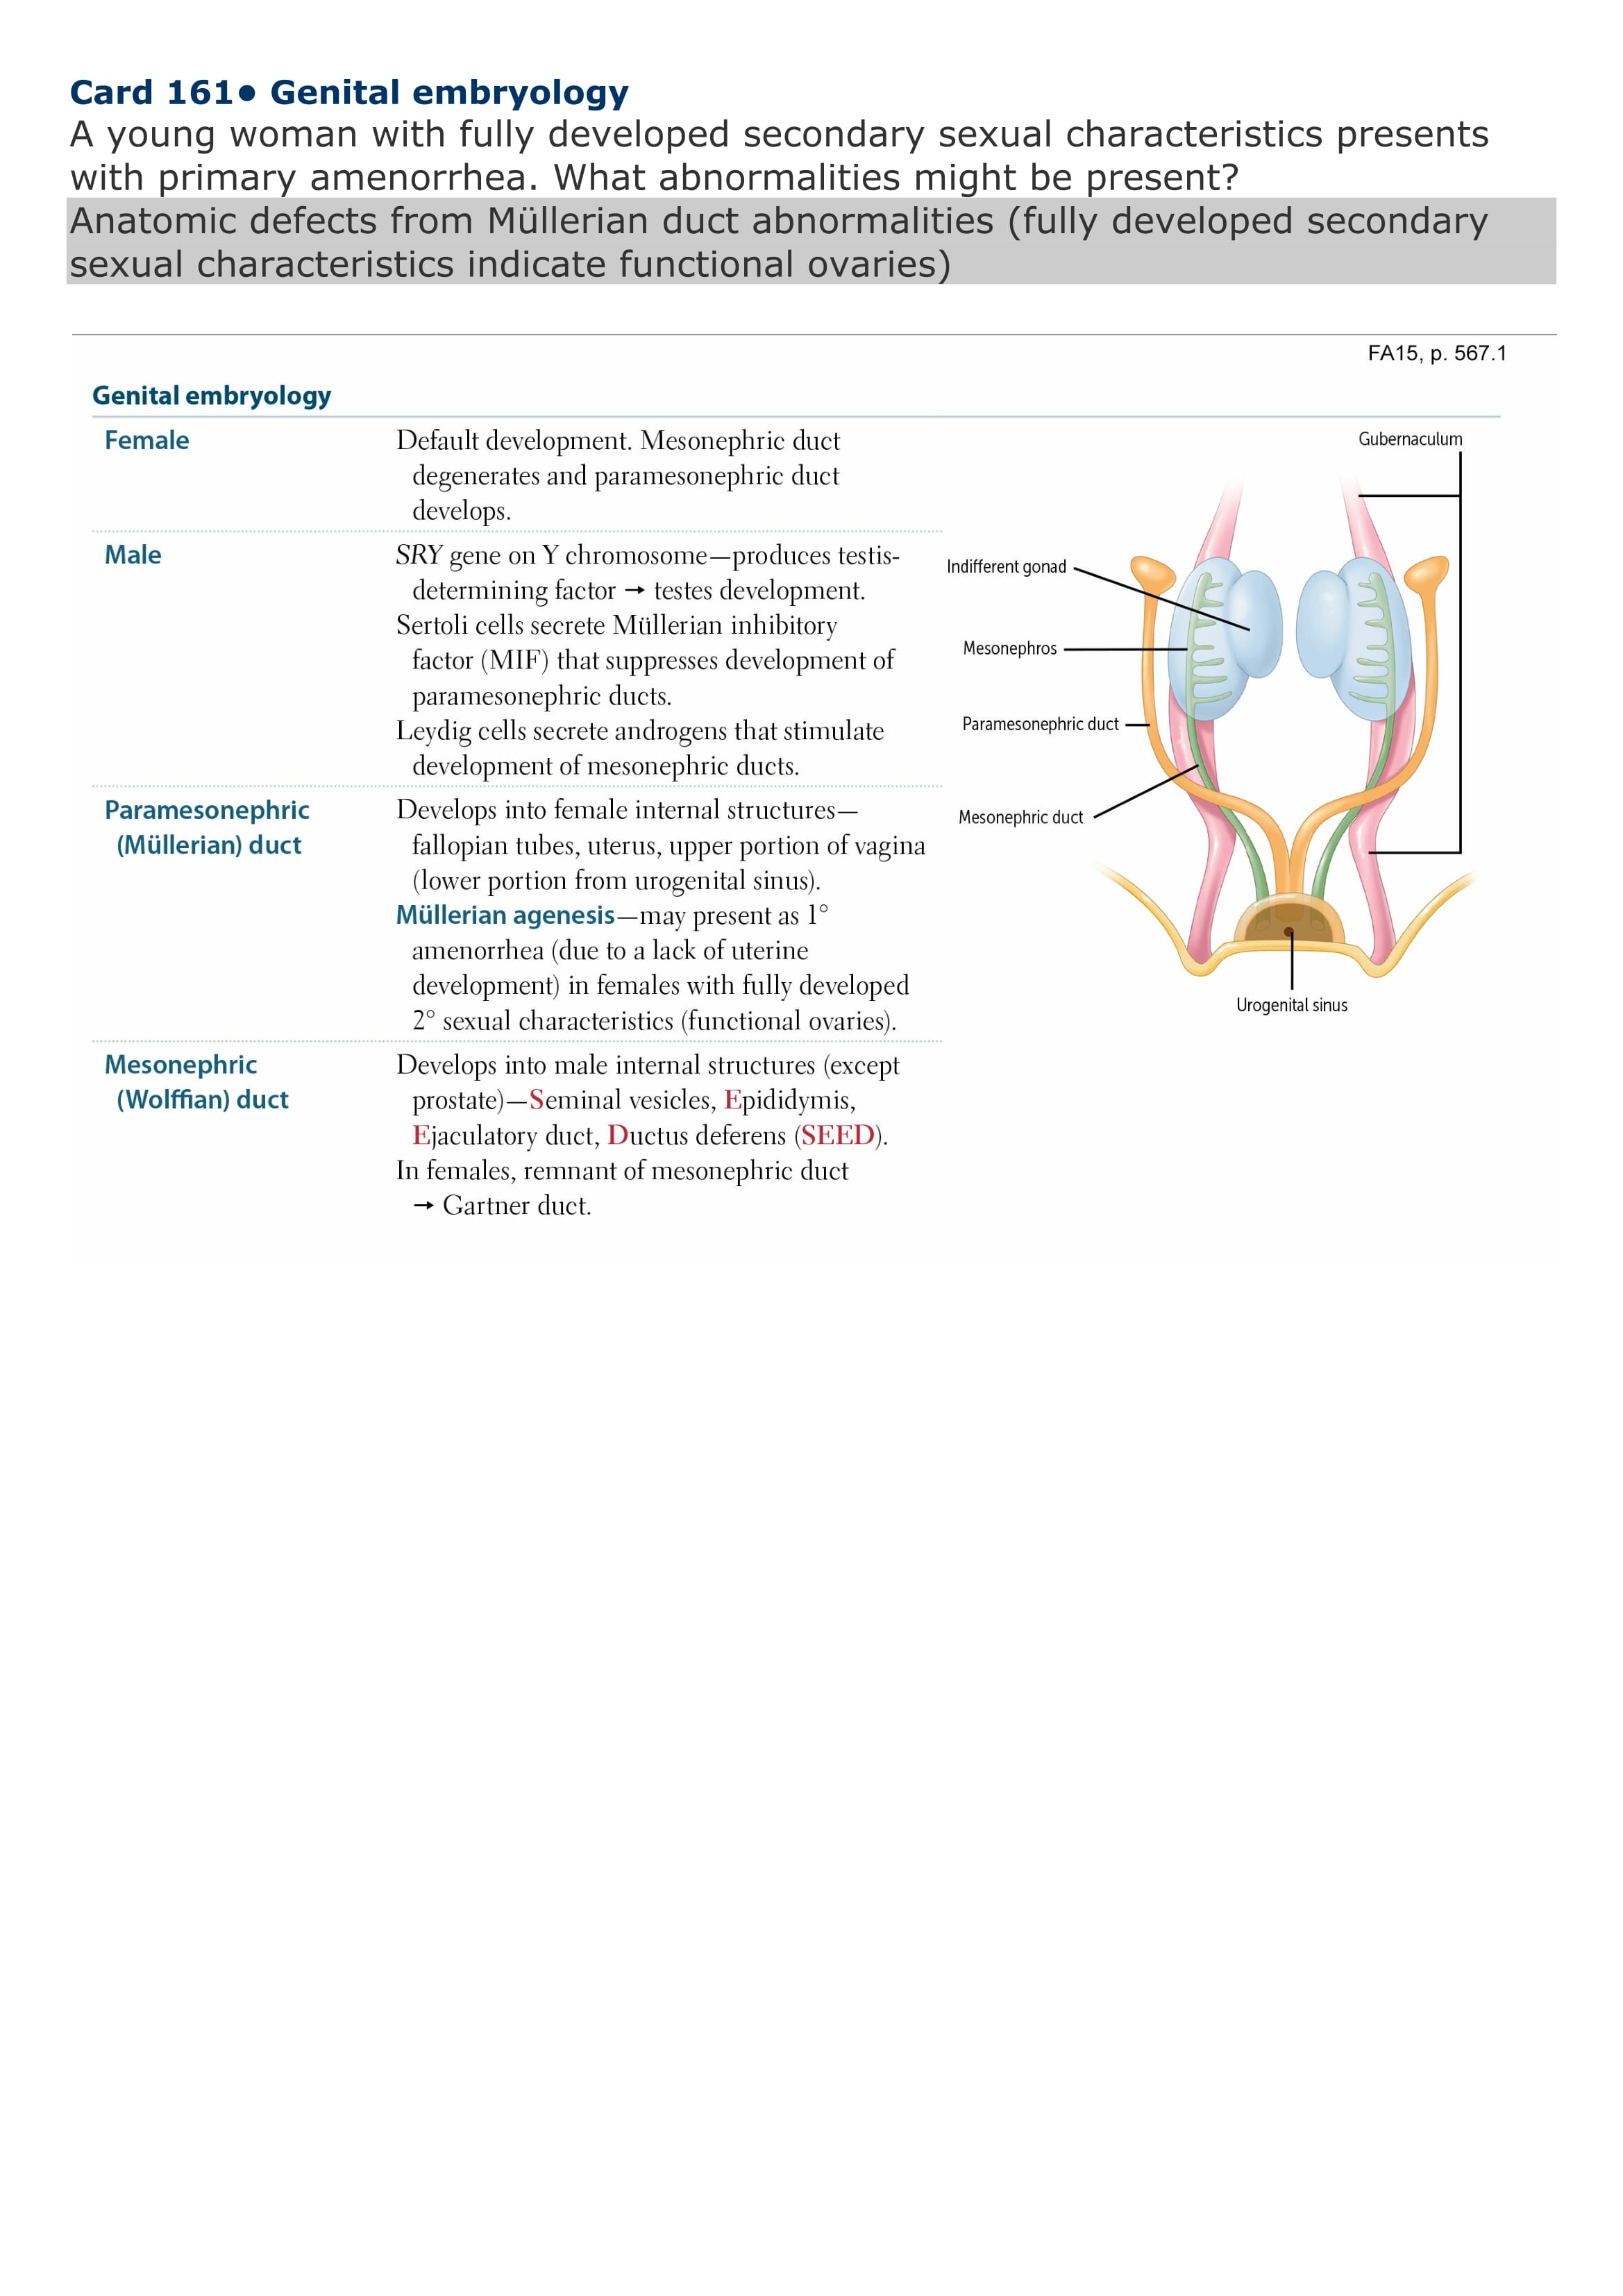 Card 161• Genital embryology
A young woman with fully developed secondary sexual characteristics presents
with primary amenorrhea. What abnormalities might be present?
Anatomic defects from Müllerian duct abnormalities (fully developed secondary
sexual characteristics indicate functional ovaries)
FA15, p. 567.1
Genital embryology
Female
Default development. Mesonephric duct
degenerates and paramesonephric duct
develops.
Male
SRY gene on Y chromosome—produces testis-
determining factor → testes development.
Sertoli cells secrete Müllerian inhibitory
factor (MIF) that suppresses development of
paramesonephric ducts.
Leydig cells secrete androgens that stimulate
development of mesonephric ducts.
Paramesonephric
(Müllerian) duct
Develops into female internal structures—
fallopian tubes, uterus, upper portion of vagina
(lower portion from urogenital sinus).
Müllerian agenesis—may present as 1°
amenorrhea (due to a lack of uterine
development) in females with fully developed
2° sexual characteristics (functional ovaries).
Mesonephric
(Wolffian) duct
Develops into male internal structures (except
prostate)—Seminal vesicles, Epididymis,
Ejaculatory duct, Ductus deferens (SEED).
In females, remnant of mesonephric duct
→ Gartner duct.
Gubernaculum
Indifferent gonad
Mesonephros
Paramesonephric duct
Mesonephric duct
Urogenital sinus